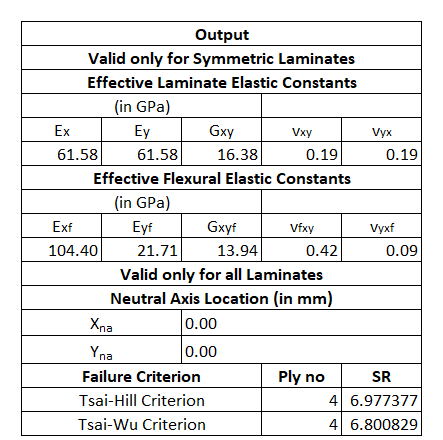 Output
Valid only for Symmetric Laminates
Effective Laminate Elastic Constants
(in GPa)
Ex Ey Gxy νxy νyx
61.58 61.58 16.38 0.19 0.19
Effective Flexural Elastic Constants
(in GPa)
Exf Eyf Gxyf νfxy νyxf
104.40 21.71 13.94 0.42 0.09
Valid only for all Laminates
Neutral Axis Location (in mm)
Xna 0.00
Yna 0.00
Failure Criterion Ply no SR
Tsai-Hill Criterion 4 6.977377
Tsai-Wu Criterion 4 6.800829